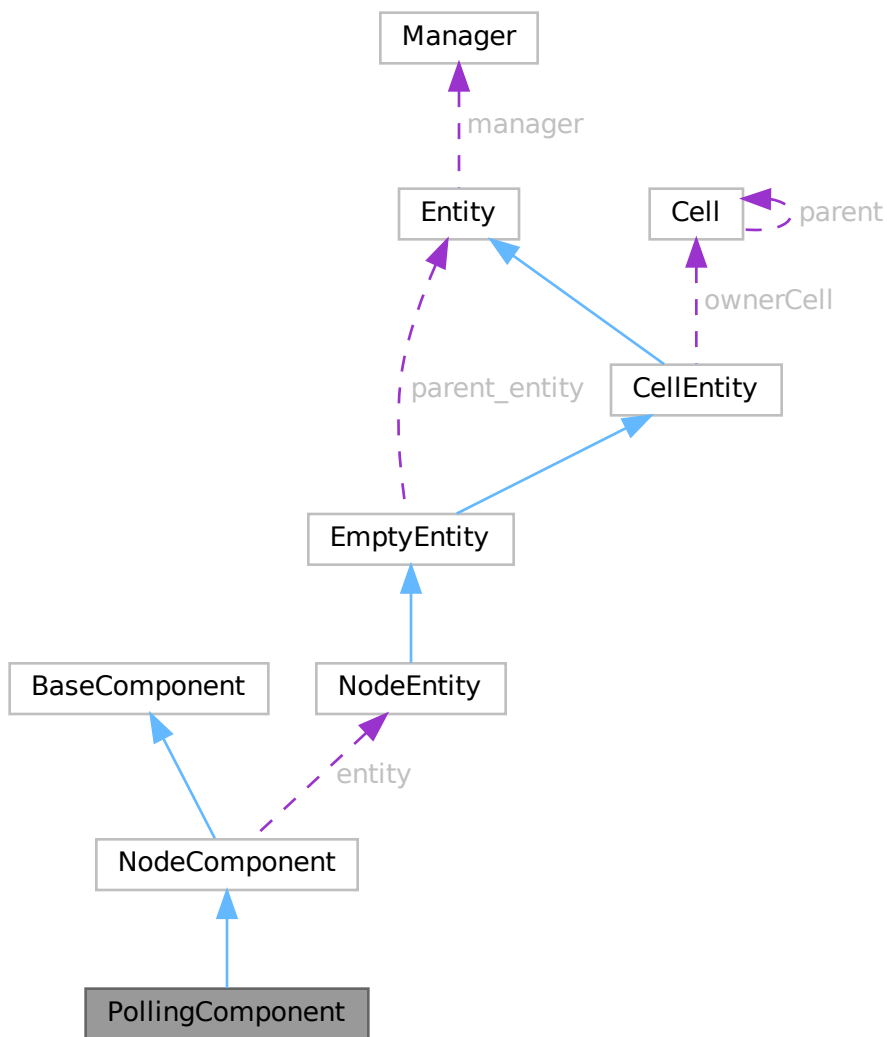 Manager
manager
Entity
Cell
parent
ownerCell
parent_entity
CellEntity
EmptyEntity
BaseComponent
NodeEntity
entity
NodeComponent
PollingComponent